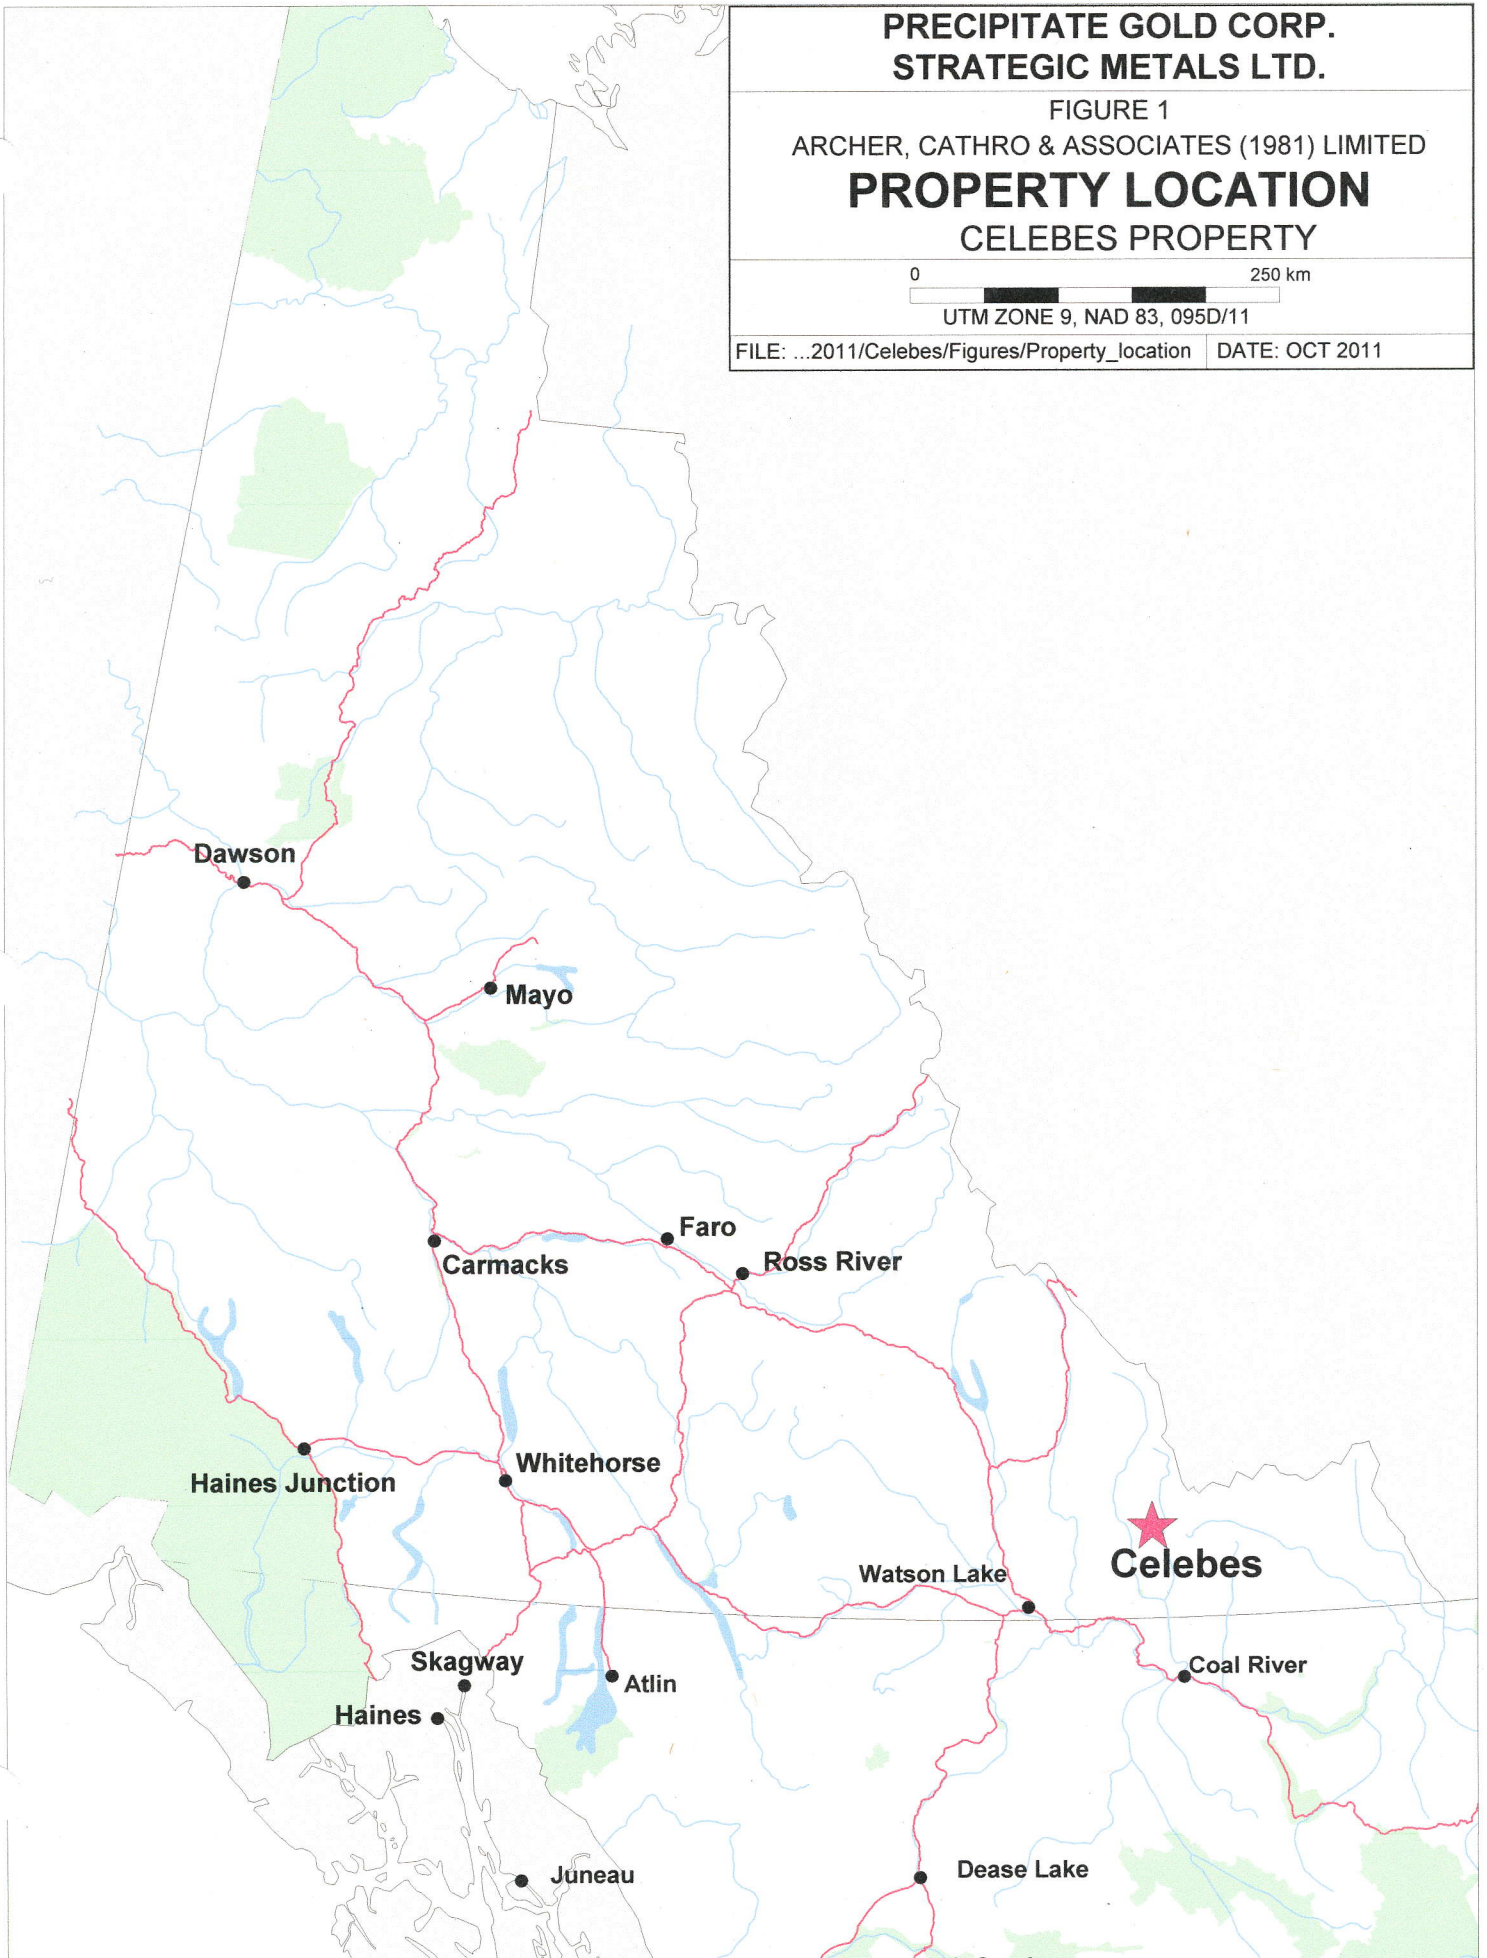 PRECIPITATE GOLD CORP.
STRATEGIC METALS LTD.
FIGURE 1
ARCHER, CATHRO & ASSOCIATES (1981) LIMITED
PROPERTY LOCATION
CELEBES PROPERTY
0 250 km
UTM ZONE 9, NAD 83, 095D/11
FILE: ...2011/Celebes/Figures/Property_location DATE: OCT 2011
Dawson
Mayo
Faro
Ross River
Carmacks
Whitehorse
Haines Junction
Celebes
Watson Lake
Skagway
Coal River
Atlin
Haines
Dease Lake
Juneau